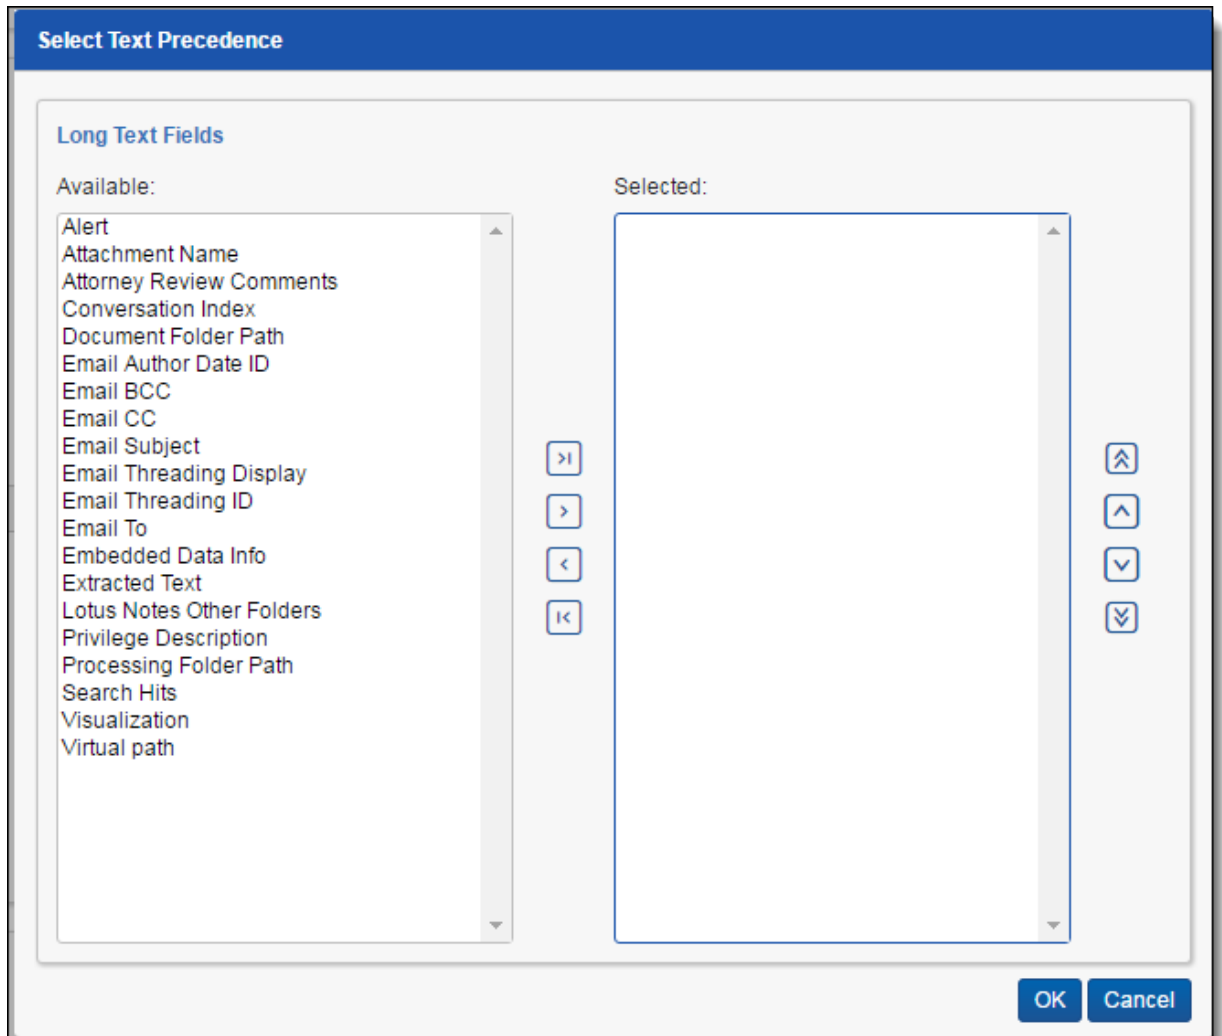 Select Text Precedence
Long Text Fields
Available:
Selected:
Alert
Attachment Name
Attorney Review Comments
Conversation Index
Document Folder Path
Email Author Date ID
Email BCC
Email CC
Email Subject
Email Threading Display
Email Threading ID
Email To
Embedded Data Info
Extracted Text
Lotus Notes Other Folders
Privilege Description
Processing Folder Path
Search Hits
Visualization
Virtual path
OK
Cancel